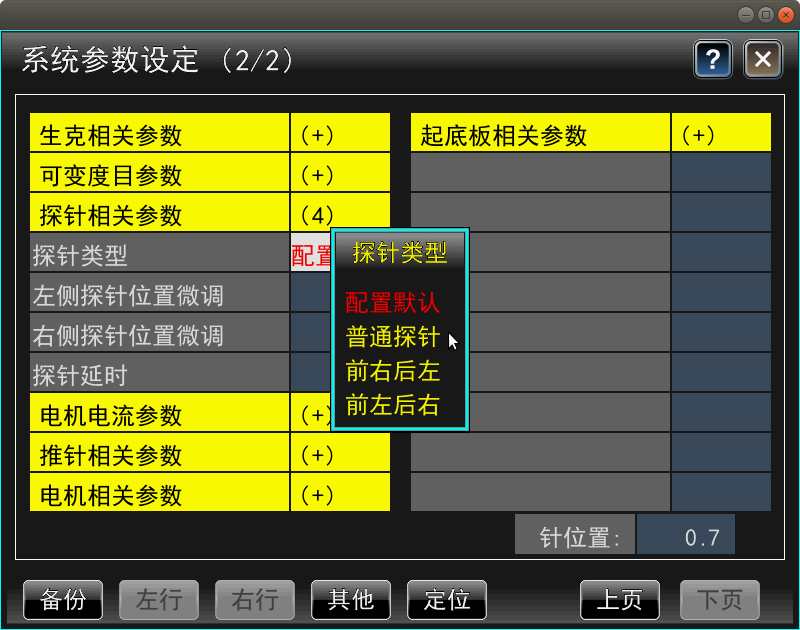 系统参数设定 (2/2)
?
生克相关参数 (+)
起底板相关参数 (+)
可变度目参数 (+)
探针相关参数 (4)
探针类型 配置
左侧探针位置微调
右侧探针位置微调
探针延时
电机电流参数 (+)
推针相关参数 (+)
电机相关参数 (+)
探针类型
配置默认
普通探针
前右后左
前左后右
针位置: 0.7
备份 左行 右行 其他 定位 上页 下页